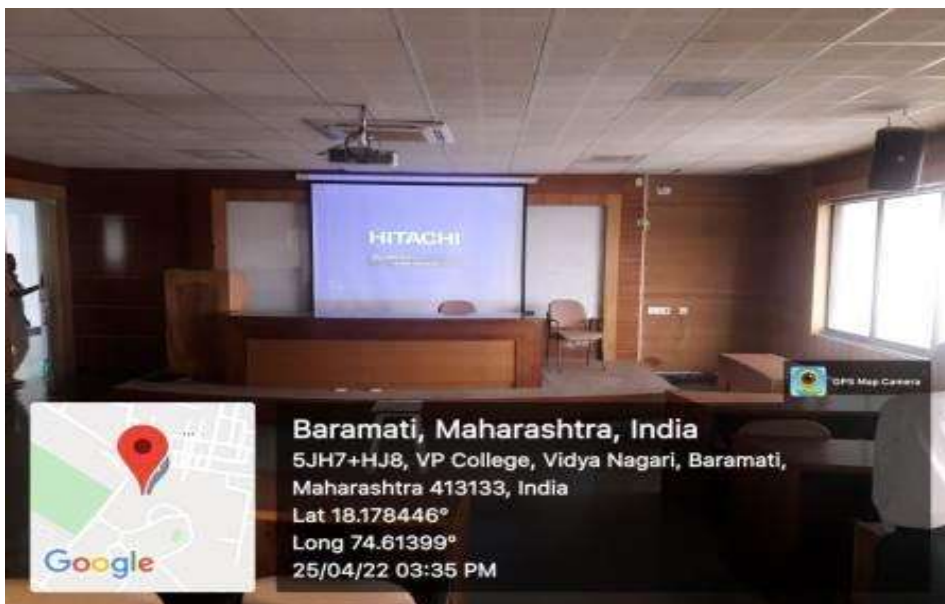 HITACHI
GPS Map Camera
Baramati, Maharashtra, India
5JH7+HJ8, VP College, Vidya Nagari, Baramati,
Maharashtra 413133, India
Lat 18.178446°
Long 74.61399°
25/04/22 03:35 PM
Google